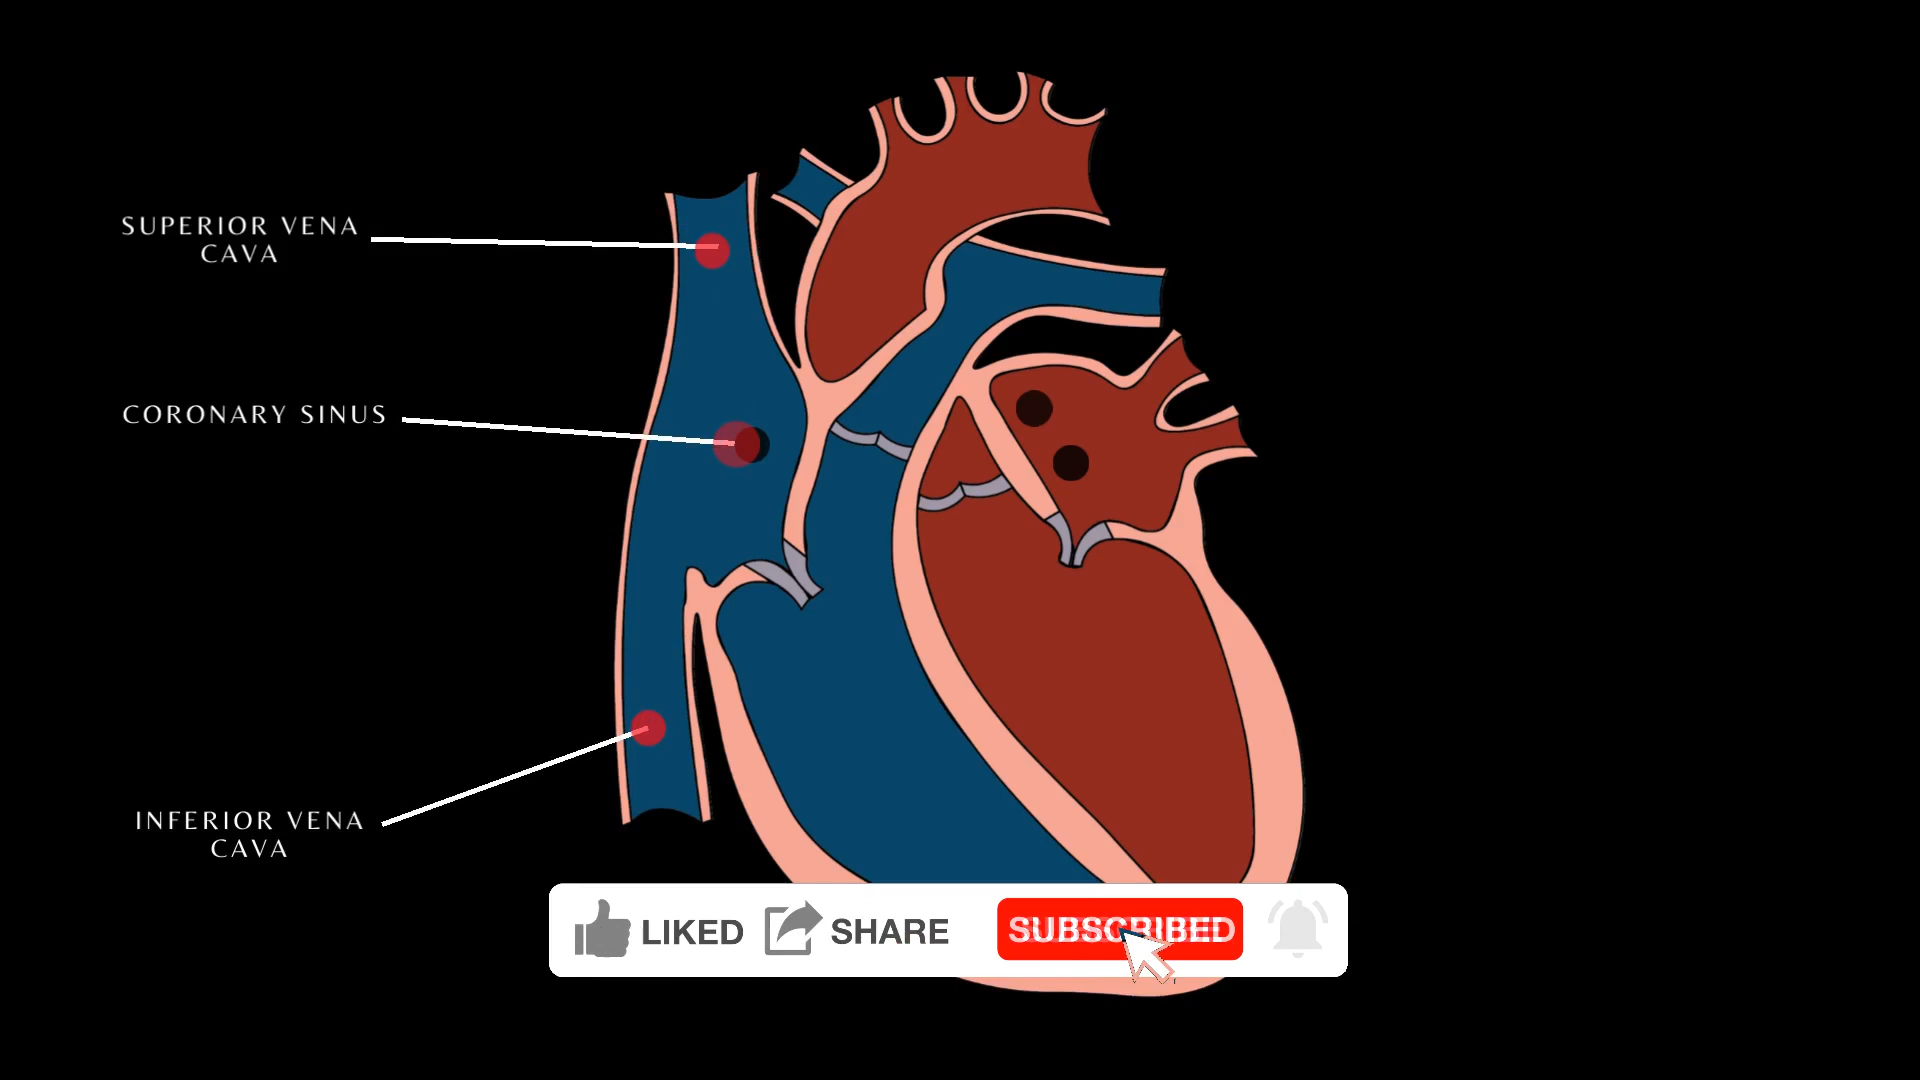 SUPERIOR VENA
CAVA
CORONARY SINUS
INFERIOR VENA
CAVA
LIKED
SHARE
SUBSCRIBED